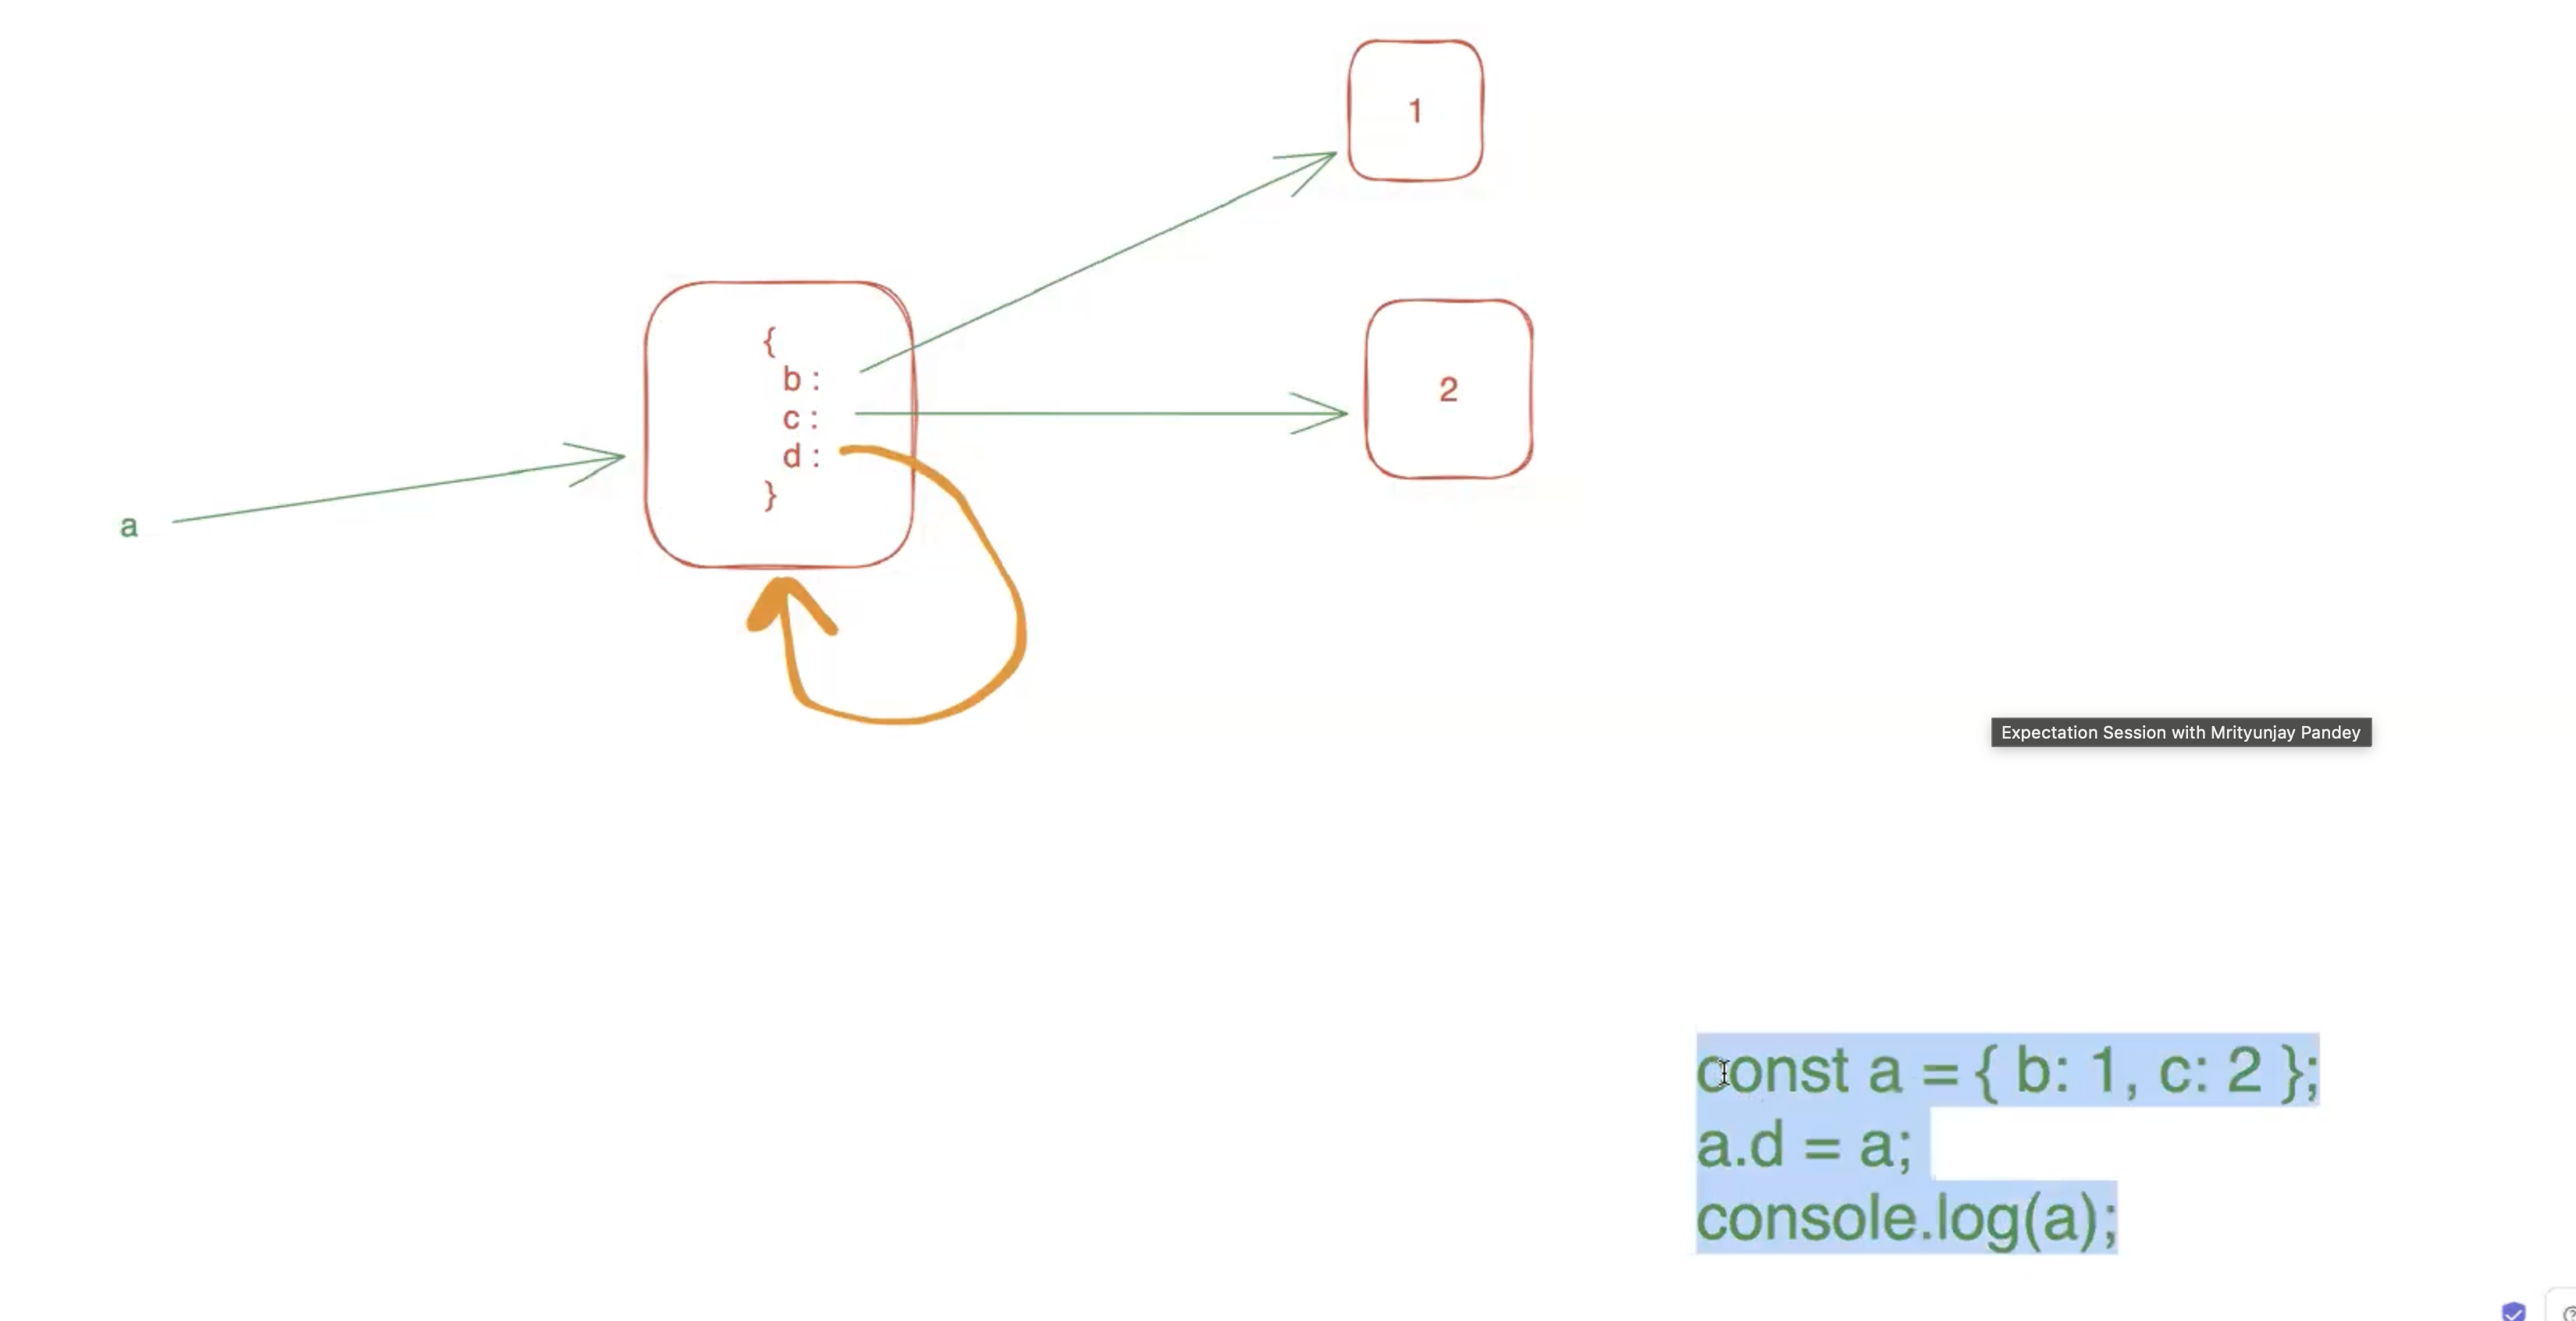 1
{
b :
c :
d :
}
2
a
Expectation Session with Mrityunjay Pandey
const a = { b: 1, c: 2 };
a.d = a;
console.log(a);